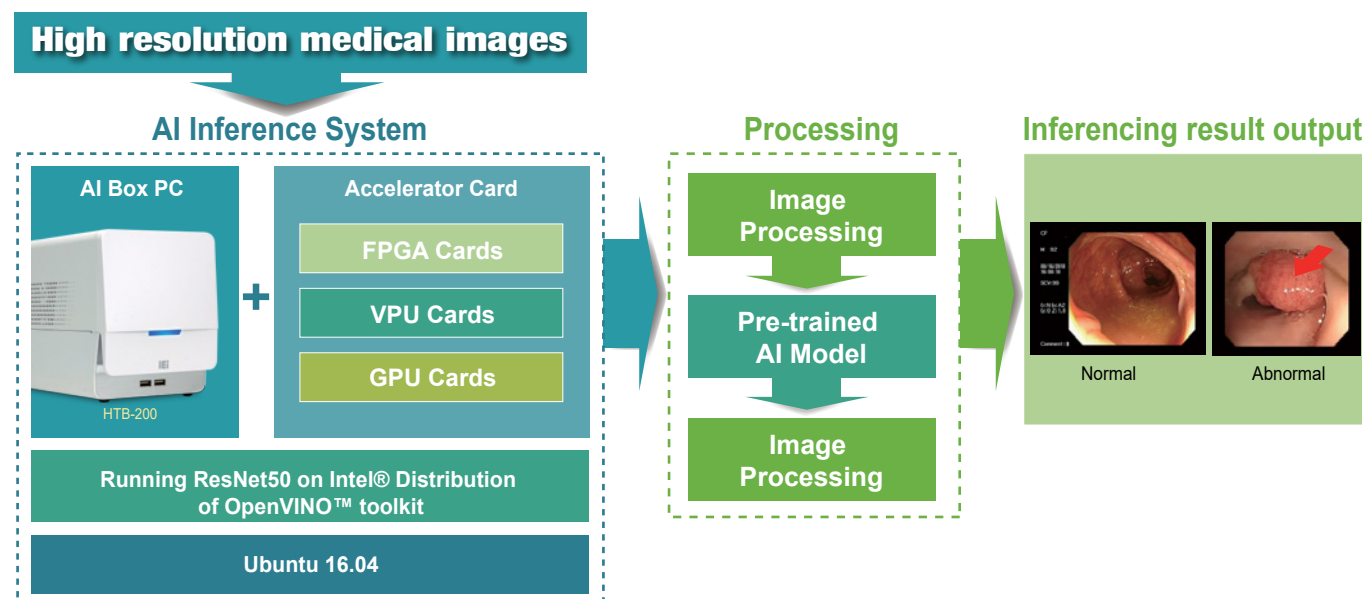 High resolution medical images
AI Inference System
AI Box PC
HTB-200
+
Accelerator Card
FPGA Cards
VPU Cards
GPU Cards
Running ResNet50 on Intel® Distribution
of OpenVINO™ toolkit
Ubuntu 16.04
Processing
Image
Processing
Pre-trained
AI Model
Image
Processing
Inferencing result output
CF
Normal
Abnormal